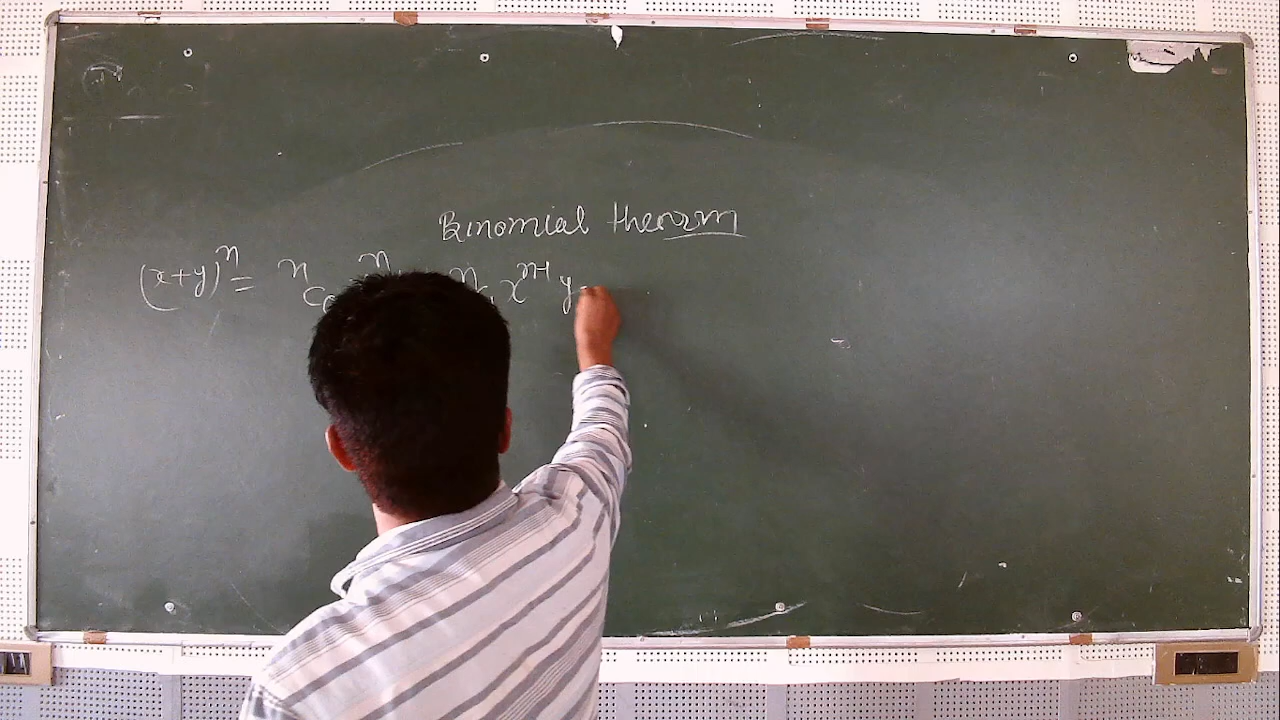 Binomial theorem
(x+y)^n = ^nC₀ ^n ^nC₁ x^{n-1} y